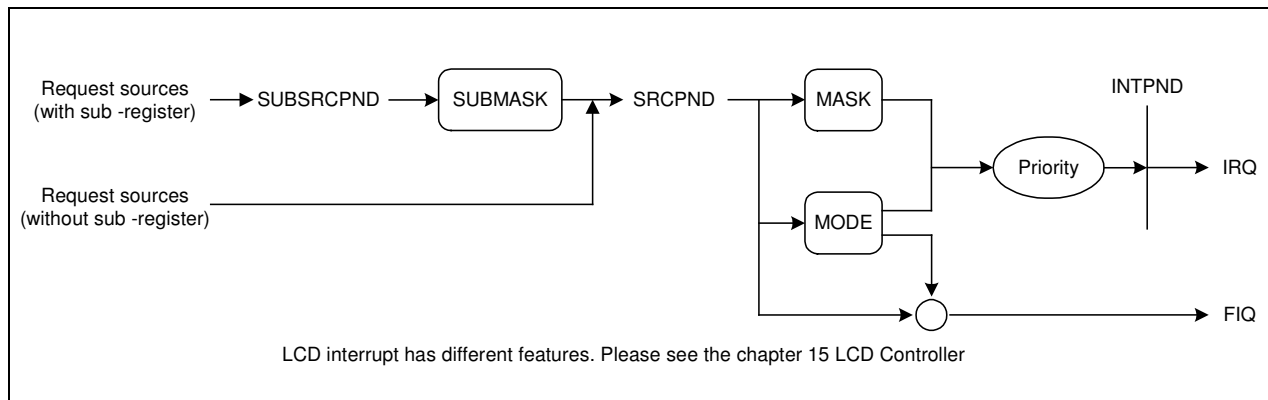 Request sources
(with sub -register)
SUBSRCPND
SUBMASK
SRCPND
MASK
INTPND
Priority
IRQ
Request sources
(without sub -register)
MODE
FIQ
LCD interrupt has different features. Please see the chapter 15 LCD Controller